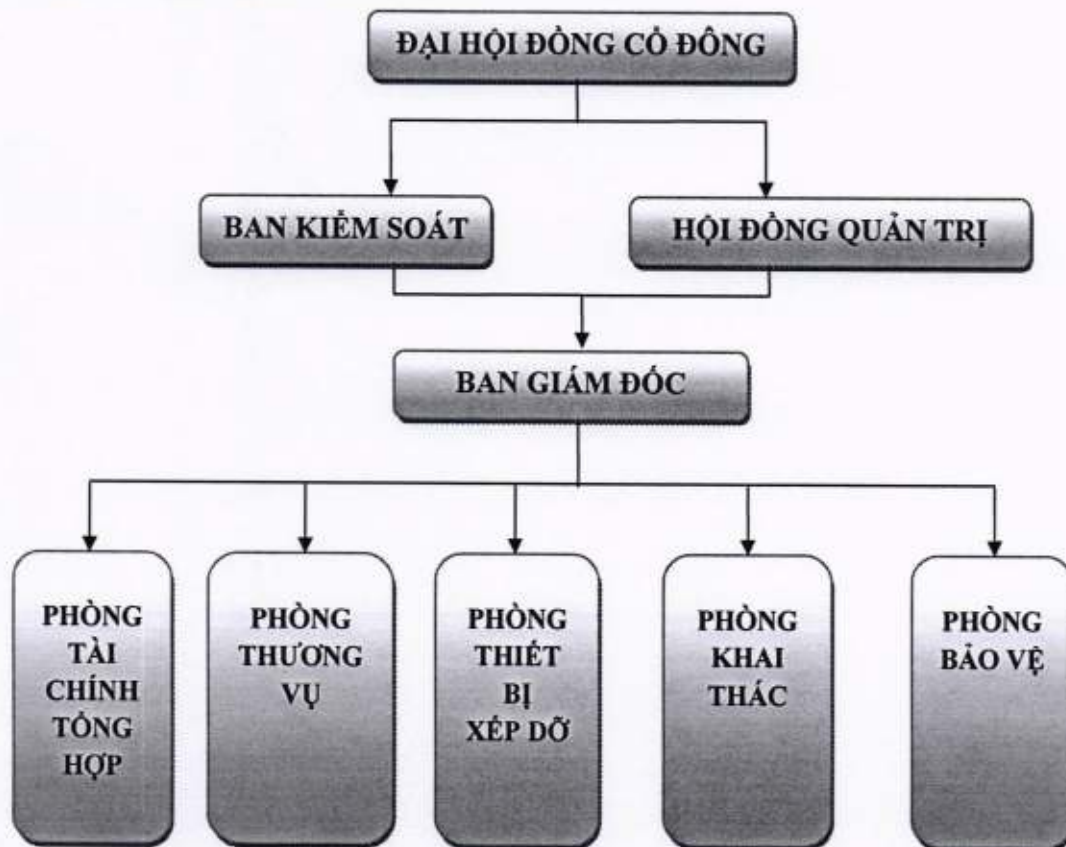 ĐẠI HỘI ĐỒNG CỔ ĐÔNG
BAN KIỂM SOÁT
HỘI ĐỒNG QUẢN TRỊ
BAN GIÁM ĐỐC
PHÒNG
TÀI
CHÍNH
TỔNG
HỢP
PHÒNG
THƯƠNG
VỤ
PHÒNG
THIẾT
BỊ
XẾP DỠ
PHÒNG
KHAI
THÁC
PHÒNG
BẢO VỆ